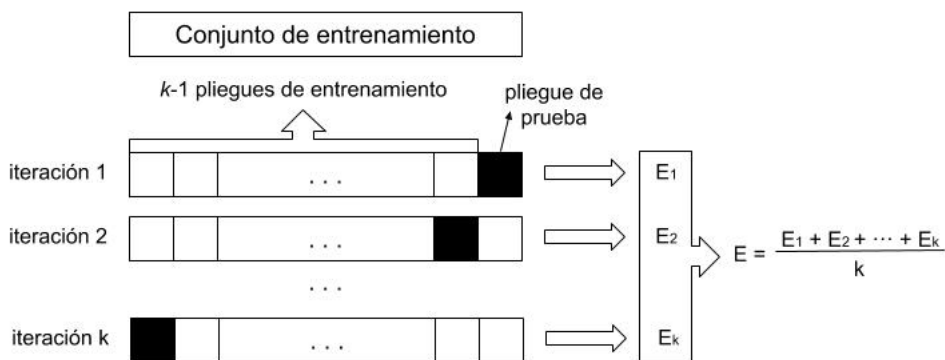 Conjunto de entrenamiento
k-1 pliegues de entrenamiento
pliegue de
prueba
iteración 1
. . .
E1
iteración 2
. . .
E2
. . .
E = E1 + E2 + ⋯ + Ek
k
iteración k
. . .
Ek